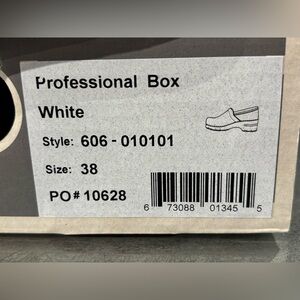 Professional Box
White
Style: 606-010101
Size: 38
PO# 10628
6 73088 01345 5